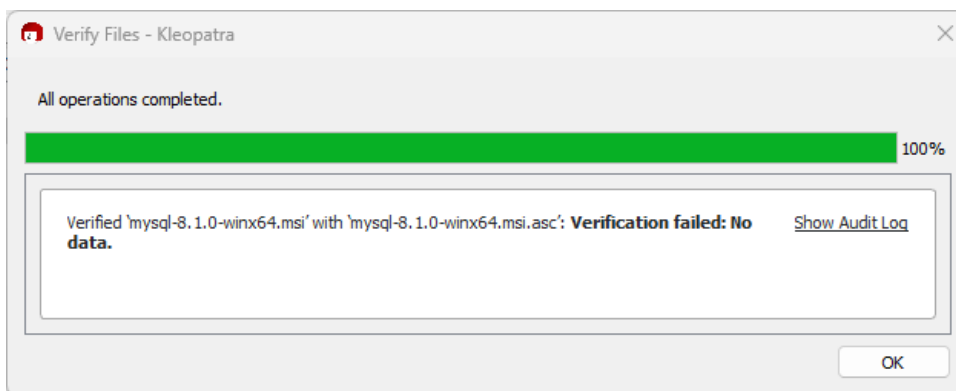 Verify Files - Kleopatra
All operations completed.
100%
Verified 'mysql-8.1.0-winx64.msi' with 'mysql-8.1.0-winx64.msi.asc': Verification failed: No
data.
Show Audit Log
OK